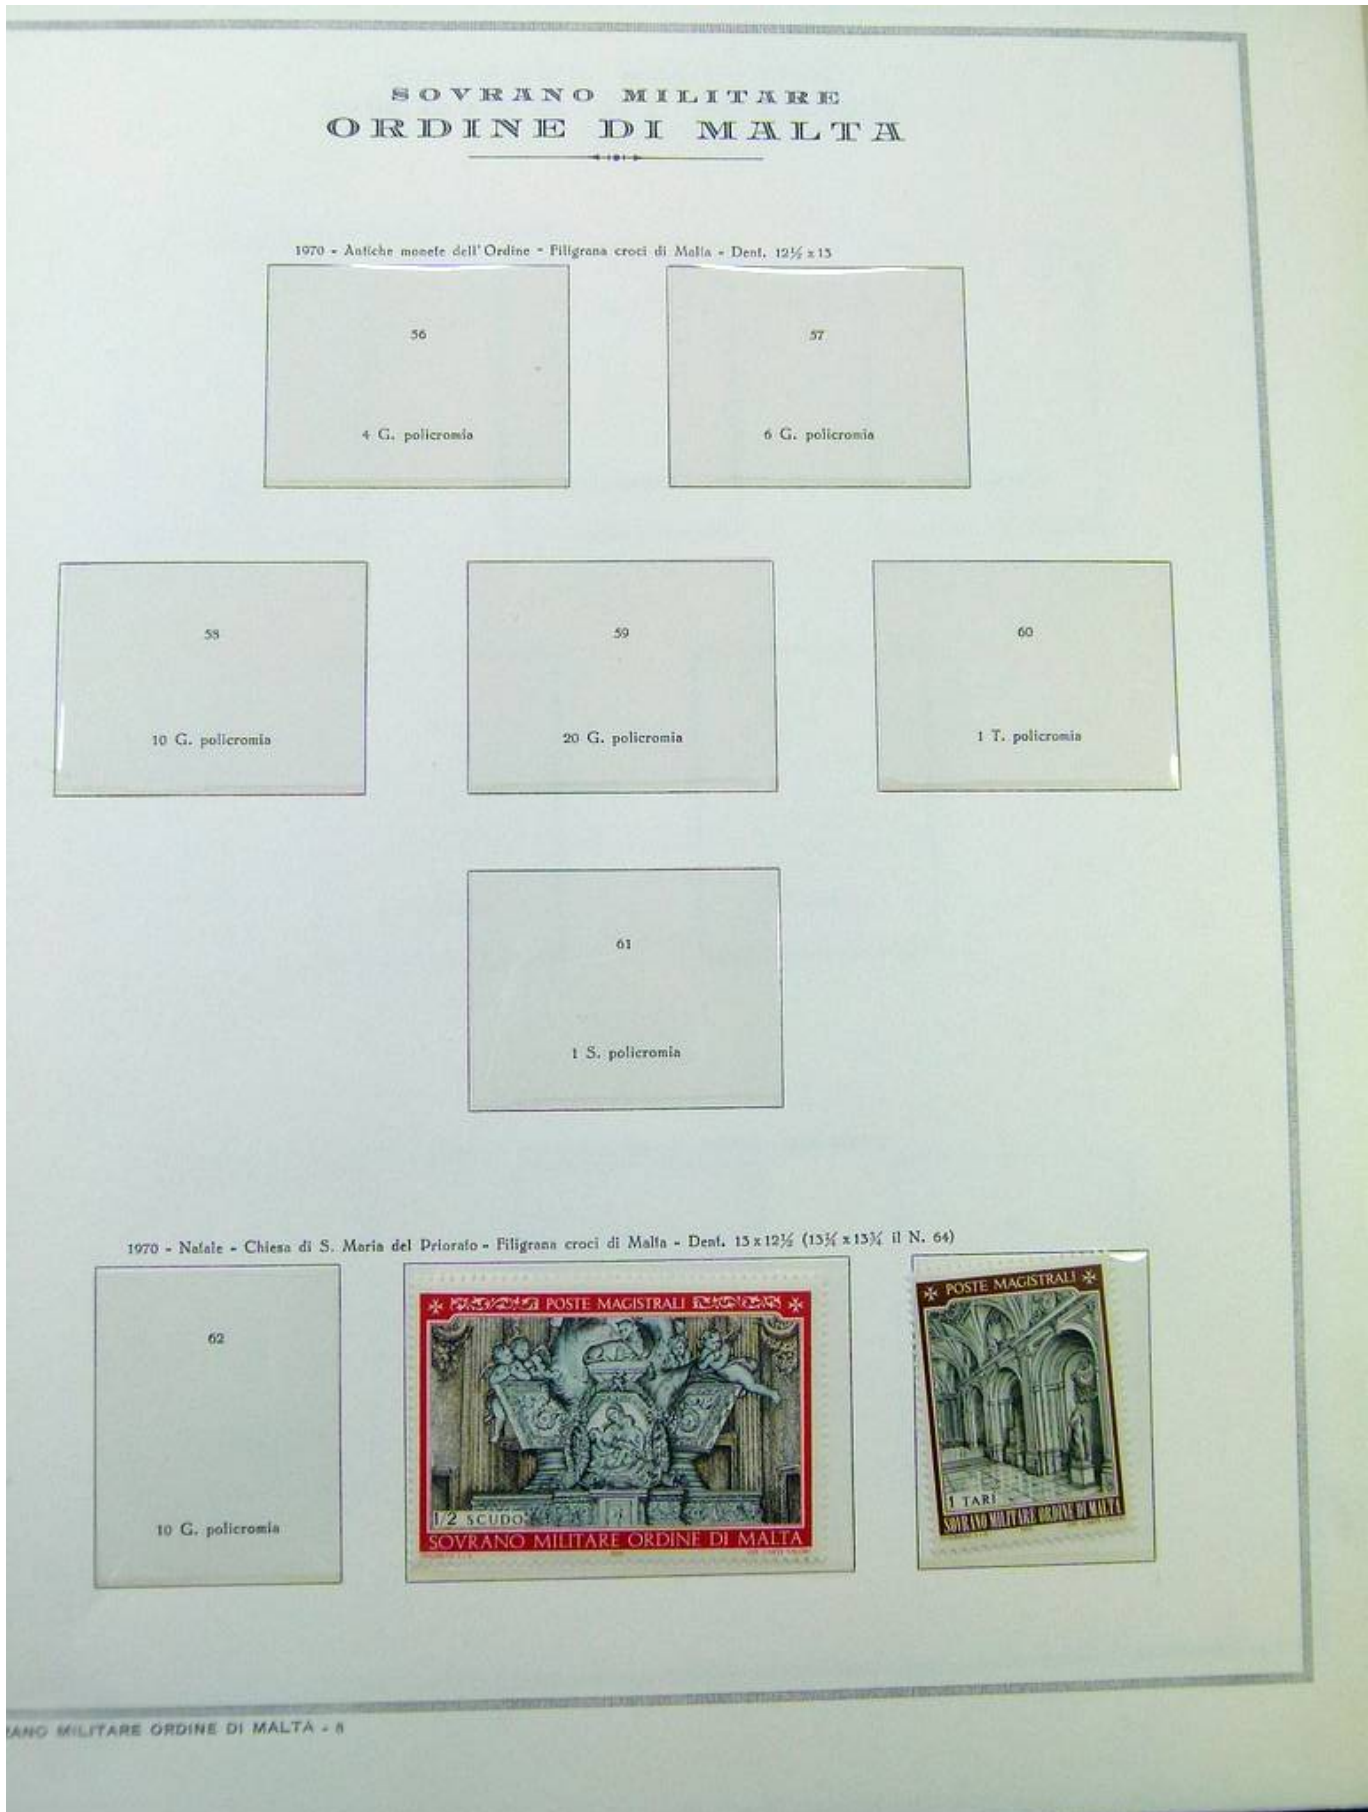 SOVRANO MILITARE
ORDINE DI MALTA
1970 - Antiche monete dell'Ordine - Filigrana croci di Malta - Dent. 12½ x 13
56
4 G. policromia
57
6 G. policromia
58
10 G. policromia
59
20 G. policromia
60
1 T. policromia
61
1 S. policromia
1970 - Natale - Chiesa di S. Maria del Priorato - Filigrana croci di Malta - Dent. 13 x 12½ (13¾ x 13¾ il N. 64)
62
10 G. policromia
POSTE MAGISTRALI
1/2 SCUDO
SOVRANO MILITARE ORDINE DI MALTA
POSTE MAGISTRALI
1 TARI
SOVRANO MILITARE ORDINE DI MALTA
RANO MILITARE ORDINE DI MALTA - 8